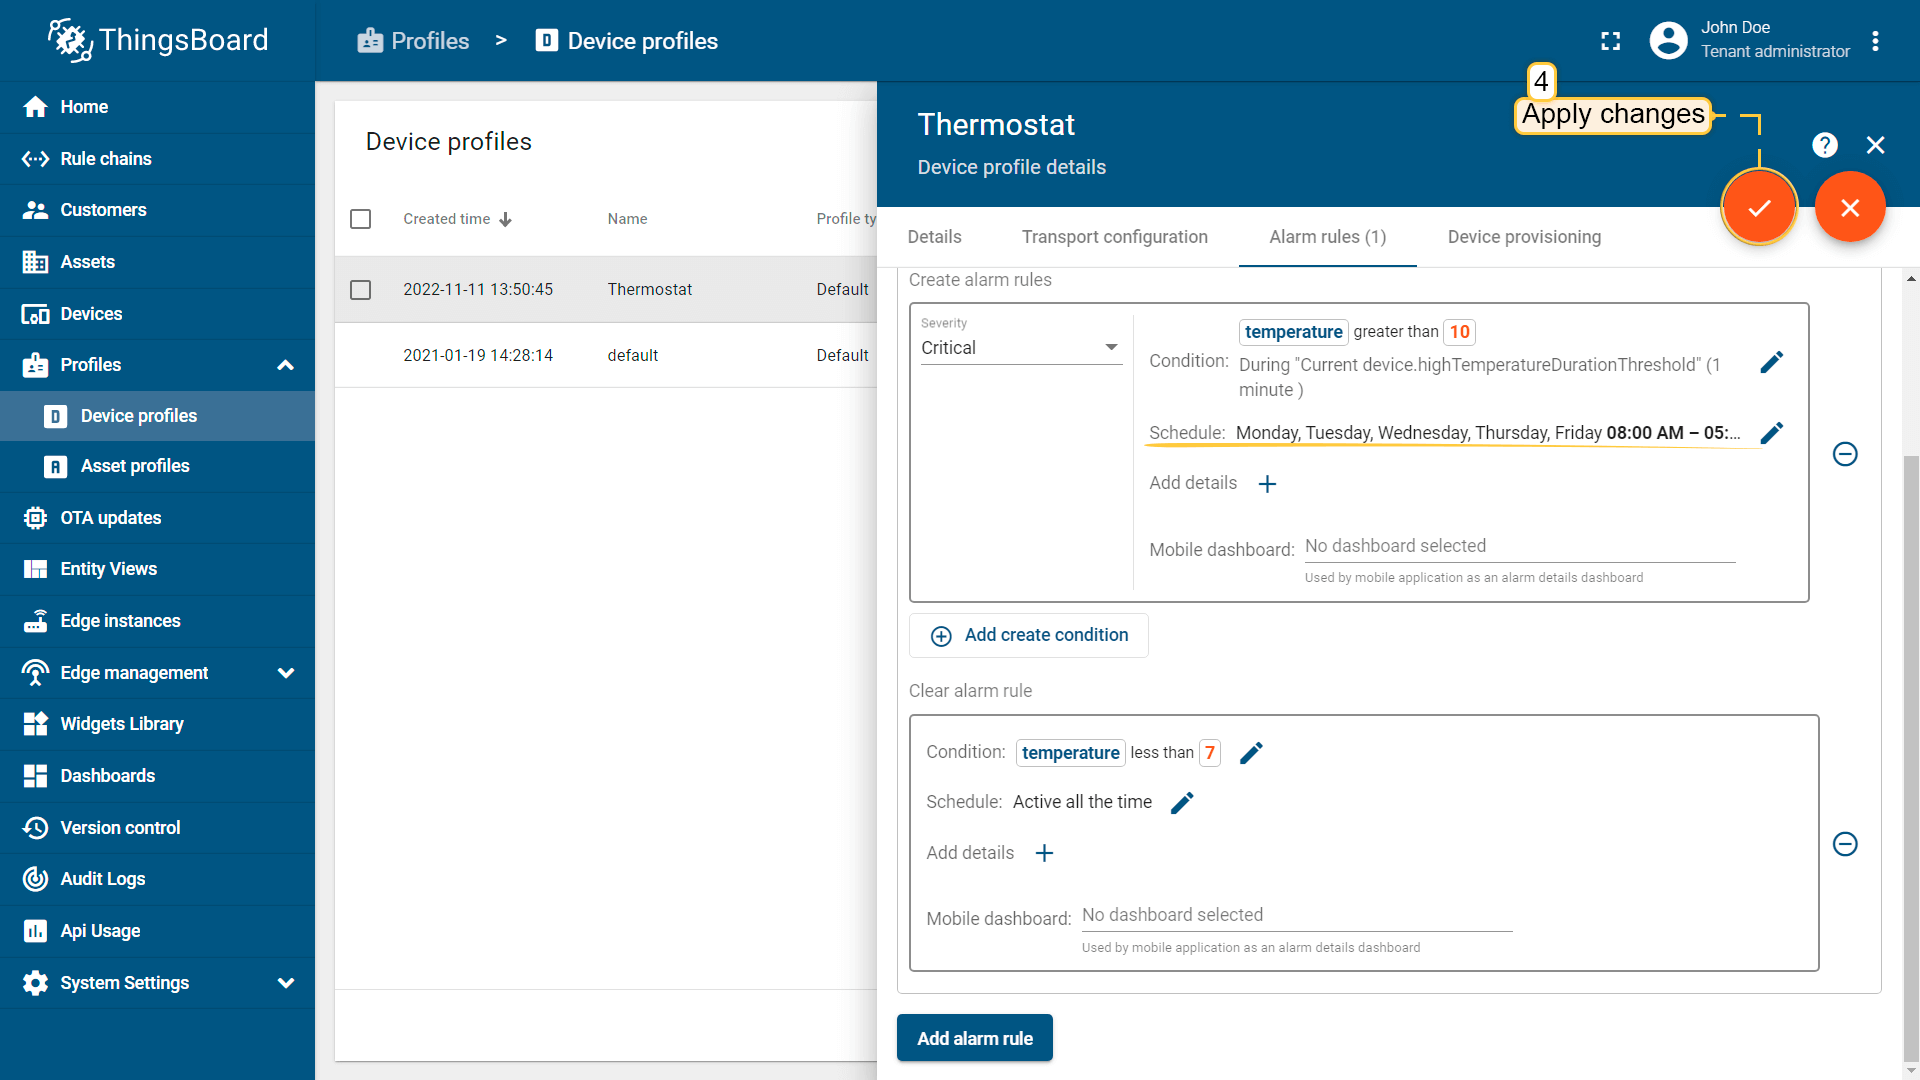 ThingsBoard
Profiles > Device profiles
John Doe
Tenant administrator
4
Apply changes
Home
Rule chains
Customers
Assets
Devices
Profiles
Device profiles
Asset profiles
OTA updates
Entity Views
Edge instances
Edge management
Widgets Library
Dashboards
Version control
Audit Logs
Api Usage
System Settings
Device profiles
Created time Name Profile ty
2022-11-11 13:50:45 Thermostat Default
2021-01-19 14:28:14 default Default
Thermostat
Device profile details
Details Transport configuration Alarm rules (1) Device provisioning
Create alarm rules
Severity
Critical
Condition: temperature greater than 10
During "Current device.highTemperatureDurationThreshold" (1
minute )
Schedule: Monday, Tuesday, Wednesday, Thursday, Friday 08:00 AM – 05:...
Add details
Mobile dashboard: No dashboard selected
Used by mobile application as an alarm details dashboard
Add create condition
Clear alarm rule
Condition: temperature less than 7
Schedule: Active all the time
Add details
Mobile dashboard: No dashboard selected
Used by mobile application as an alarm details dashboard
Add alarm rule